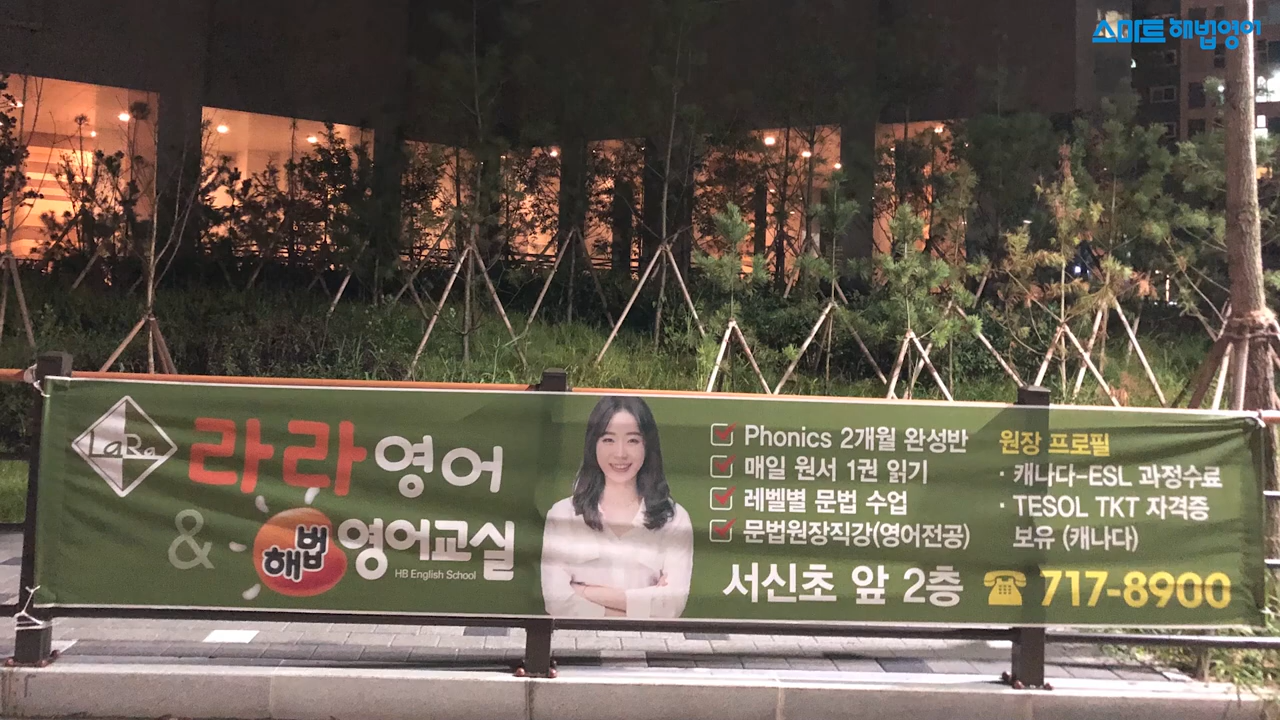 스마트 해법영어
LaRa
라라 영어
& 해법 영어교실
HB English School
Phonics 2개월 완성반
매일 원서 1권 읽기
레벨별 문법 수업
문법원장직강(영어전공)
원장 프로필
· 캐나다-ESL 과정수료
· TESOL TKT 자격증
보유 (캐나다)
서신초 앞 2층 ☎ 717-8900